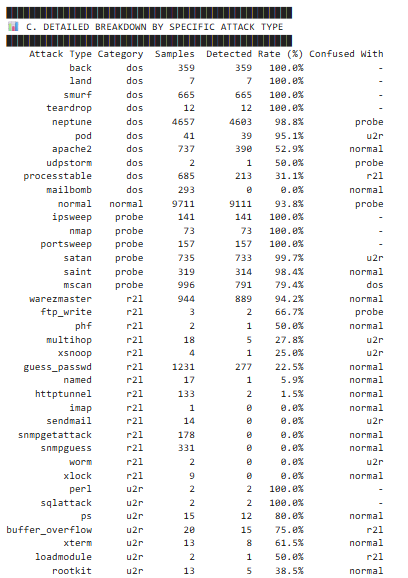 C. DETAILED BREAKDOWN BY SPECIFIC ATTACK TYPE
Attack Type Category Samples Detected Rate (%) Confused With
back dos 359 359 100.0% -
land dos 7 7 100.0% -
smurf dos 665 665 100.0% -
teardrop dos 12 12 100.0% -
neptune dos 4657 4603 98.8% probe
pod dos 41 39 95.1% u2r
apache2 dos 737 390 52.9% normal
udpstorm dos 2 1 50.0% probe
processtable dos 685 213 31.1% r2l
mailbomb dos 293 0 0.0% normal
normal normal 9711 9111 93.8% probe
ipsweep probe 141 141 100.0% -
nmap probe 73 73 100.0% -
portsweep probe 157 157 100.0% -
satan probe 735 733 99.7% u2r
saint probe 319 314 98.4% normal
mscan probe 996 791 79.4% dos
warezmaster r2l 944 889 94.2% normal
ftp_write r2l 3 2 66.7% probe
phf r2l 2 1 50.0% normal
multihop r2l 18 5 27.8% u2r
xsnoop r2l 4 1 25.0% u2r
guess_passwd r2l 1231 277 22.5% normal
named r2l 17 1 5.9% normal
httptunnel r2l 133 2 1.5% normal
imap r2l 1 0 0.0% normal
sendmail r2l 14 0 0.0% u2r
snmpgetattack r2l 178 0 0.0% normal
snmpguess r2l 331 0 0.0% normal
worm r2l 2 0 0.0% u2r
xlock r2l 9 0 0.0% normal
perl u2r 2 2 100.0% -
sqlattack u2r 2 2 100.0% -
ps u2r 15 12 80.0% normal
buffer_overflow u2r 20 15 75.0% r2l
xterm u2r 13 8 61.5% normal
loadmodule u2r 2 1 50.0% r2l
rootkit u2r 13 5 38.5% normal